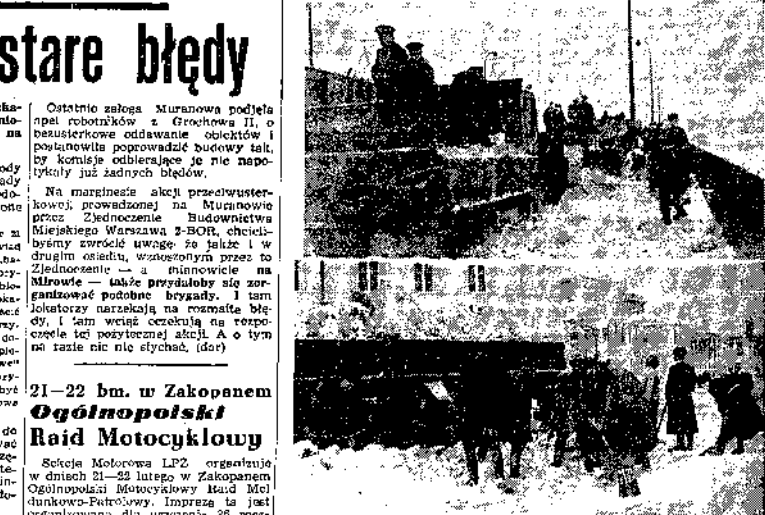 stare błędy
Ostatnio załoga Muranowa podjęła
apel robotników z Grochowa II, o
bezusterkowe oddawanie obiektów i
postanowiła poprowadzić budowy tak,
by komisje odbierające je nie napo-
tykały już żadnych błędów.
Na marginesie akcji przeciwuster-
kowej, prowadzonej na Muranowie
przez Zjednoczenie Budownictwa
Miejskiego Warszawa 2-BOR, chcieli-
byśmy zwrócić uwagę, że także i w
drugim osiedlu, wznoszonym przez to
Zjednoczenie — a mianowicie na
Mirowie — także przydałoby się zor-
ganizować podobne brygady. I tam
lokatorzy narzekają na rozmaite błę-
dy, i tam wciąż oczekują na rozpo-
częcie tej pożytecznej akcji. A o tym
na razie nic nie słychać. (dor)
21—22 bm. w Zakopanem
Ogólnopolski
Raid Motocyklowy
Sekcja Motorowa LPŻ organizuje
w dniach 21—22 lutego w Zakopanem
Ogólnopolski Motocyklowy Raid Mel
dunkowo-Patrolowy. Impreza ta jest